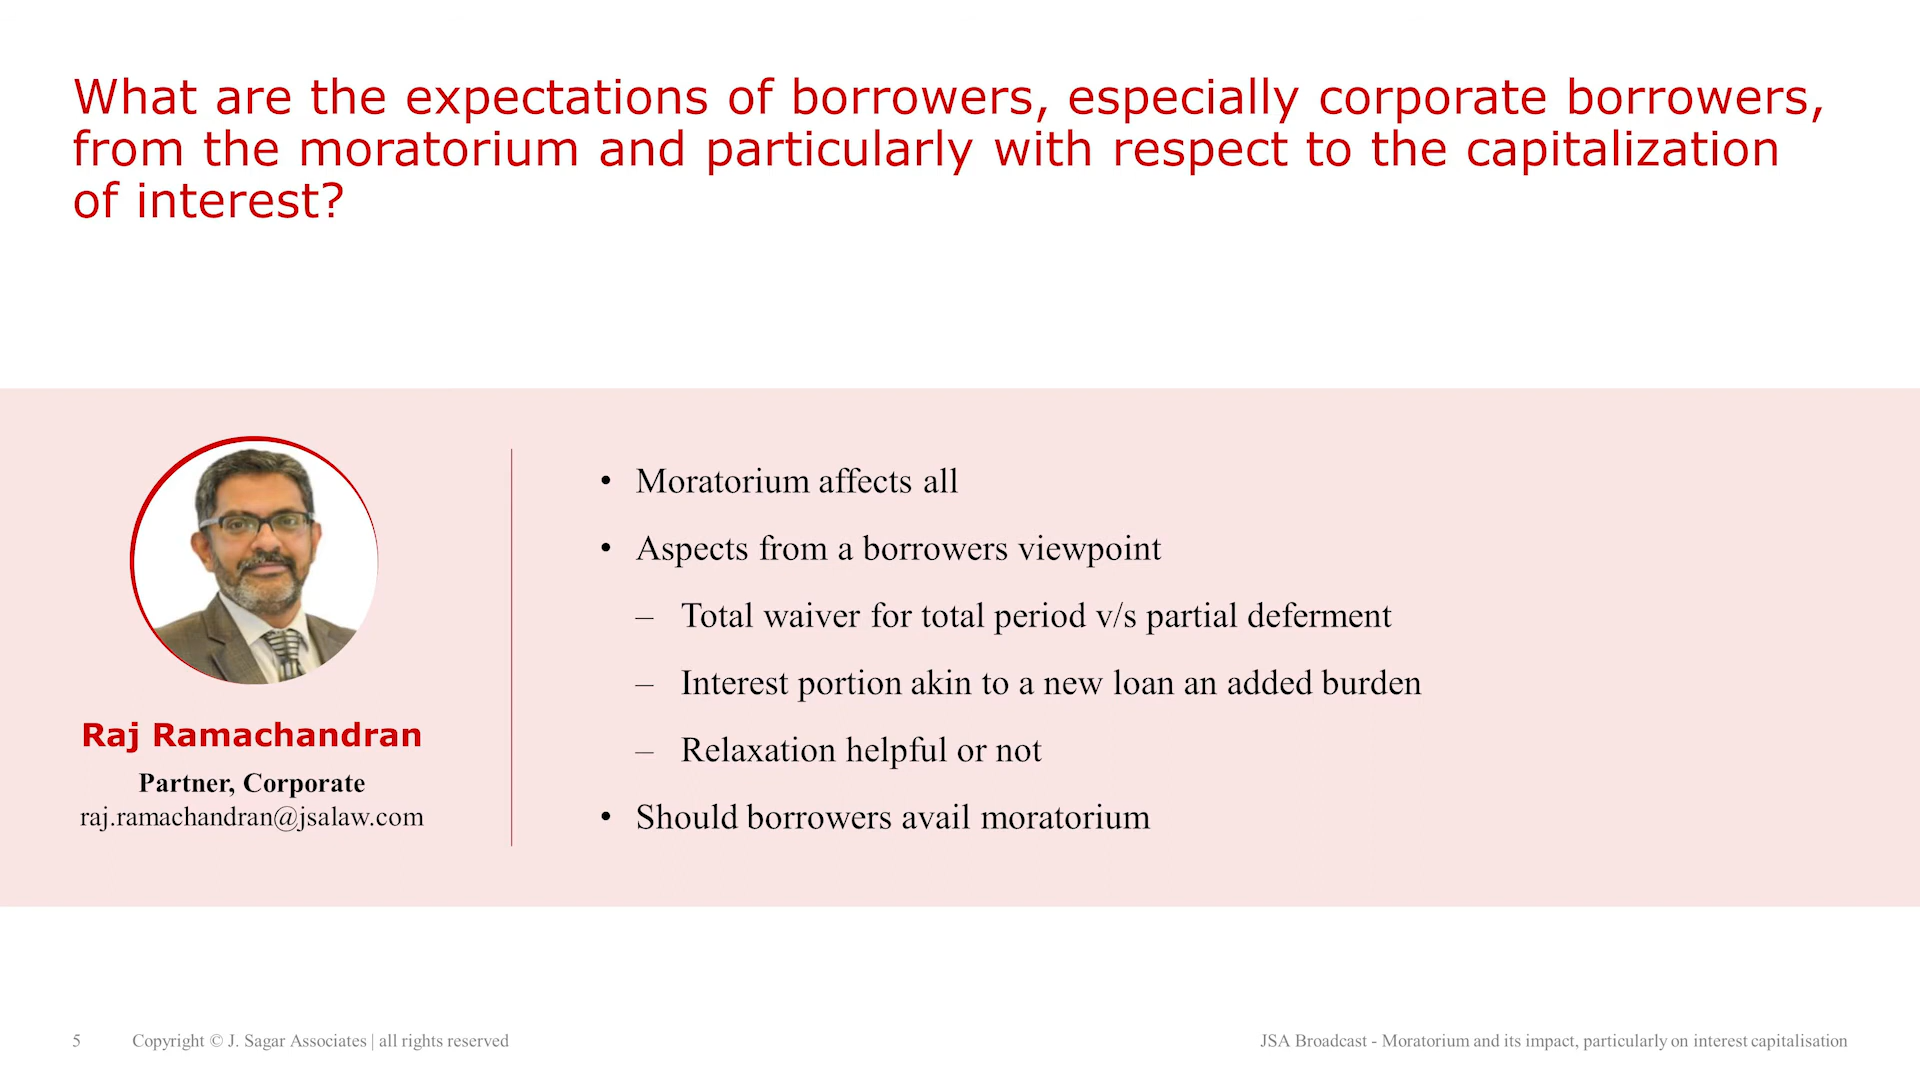 What are the expectations of borrowers, especially corporate borrowers,
from the moratorium and particularly with respect to the capitalization
of interest?
Raj Ramachandran
Partner, Corporate
raj.ramachandran@jsalaw.com
• Moratorium affects all
• Aspects from a borrowers viewpoint
– Total waiver for total period v/s partial deferment
– Interest portion akin to a new loan an added burden
– Relaxation helpful or not
• Should borrowers avail moratorium
5 Copyright © J. Sagar Associates | all rights reserved
JSA Broadcast - Moratorium and its impact, particularly on interest capitalisation